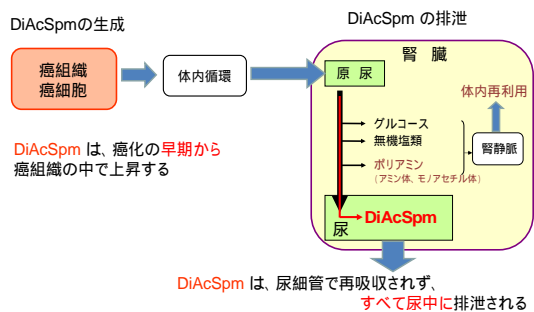 DiAcSpmの生成
DiAcSpm の排泄
癌組織
癌細胞
体内循環
腎 臓
原 尿
体内再利用
グルコース
無機塩類
ポリアミン
(アミン体、モノアセチル体)
腎静脈
DiAcSpm は、癌化の早期から
癌組織の中で上昇する
DiAcSpm
尿
DiAcSpm は、尿細管で再吸収されず、
すべて尿中に排泄される